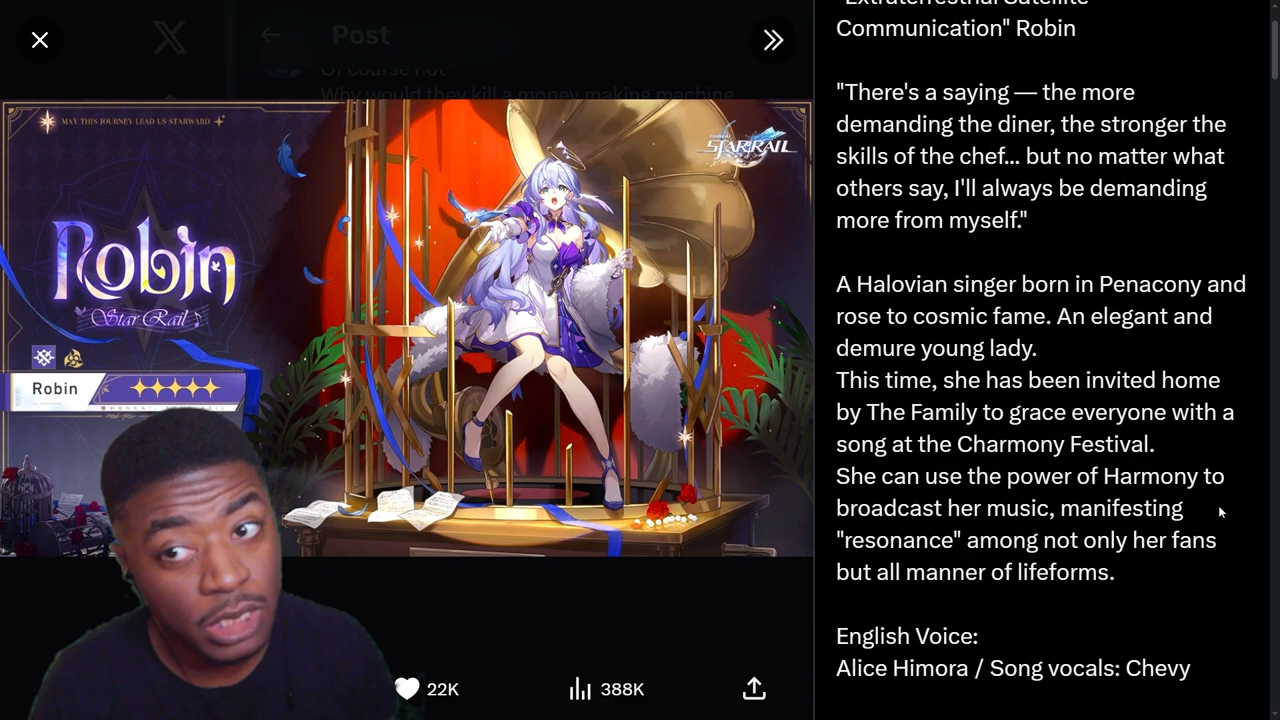 Post
Of course not
Why would they kill a money making machine
MAY THIS JOURNEY LEAD US STARWARD
STAR RAIL
Robin
Star Rail
Robin
22K
388K
"Extraterrestrial Satellite
Communication" Robin
"There's a saying — the more
demanding the diner, the stronger the
skills of the chef... but no matter what
others say, I'll always be demanding
more from myself."
A Halovian singer born in Penacony and
rose to cosmic fame. An elegant and
demure young lady.
This time, she has been invited home
by The Family to grace everyone with a
song at the Charmony Festival.
She can use the power of Harmony to
broadcast her music, manifesting
"resonance" among not only her fans
but all manner of lifeforms.
English Voice:
Alice Himora / Song vocals: Chevy